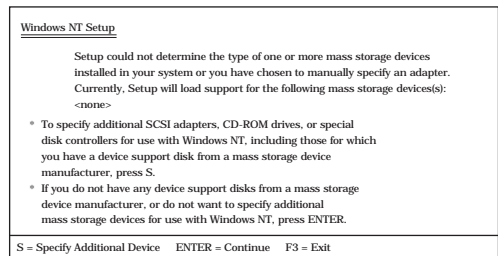 Windows NT Setup
Setup could not determine the type of one or more mass storage devices
installed in your system or you have chosen to manually specify an adapter.
Currently, Setup will load support for the following mass storage devices(s):
<none>
* To specify additional SCSI adapters, CD-ROM drives, or special
disk controllers for use with Windows NT, including those for which
you have a device support disk from a mass storage device
manufacturer, press S.
* If you do not have any device support disks from a mass storage
device manufacturer, or do not want to specify additional
mass storage devices for use with Windows NT, press ENTER.
S = Specify Additional Device ENTER = Continue F3 = Exit